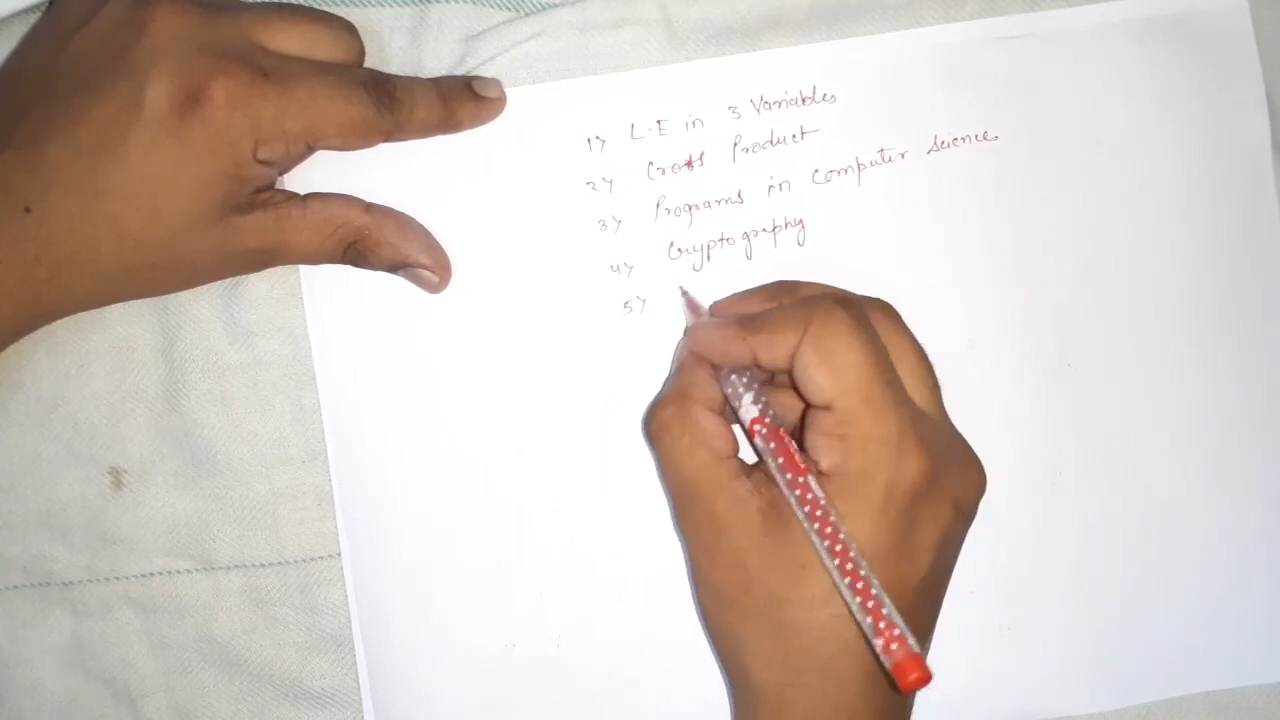 1) L.E in 3 Variables
2) Cross Product
3) Programs in computer science
4) Cryptography
5)